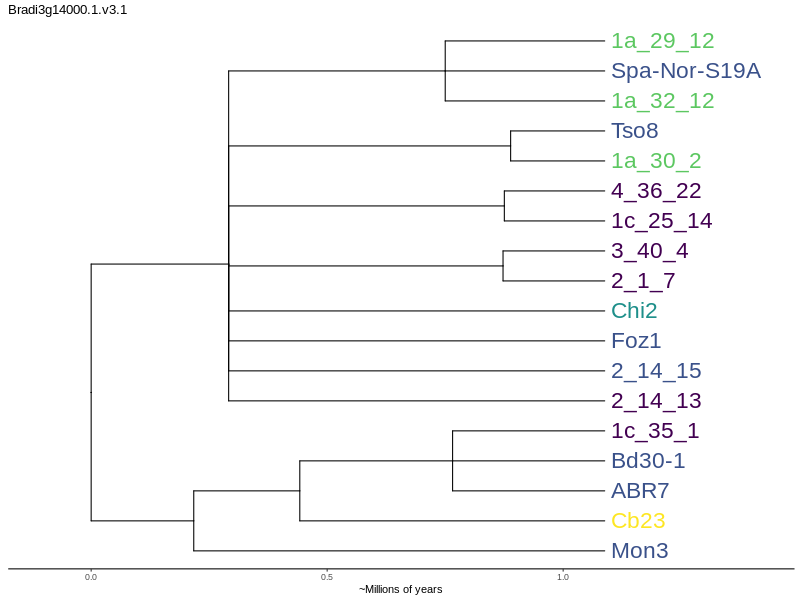 Bradi3g14000.1.v3.1
1a_29_12
Spa-Nor-S19A
1a_32_12
Tso8
1a_30_2
4_36_22
1c_25_14
3_40_4
2_1_7
Chi2
Foz1
2_14_15
2_14_13
1c_35_1
Bd30-1
ABR7
Cb23
Mon3
0.0 0.5 1.0
~Millions of years